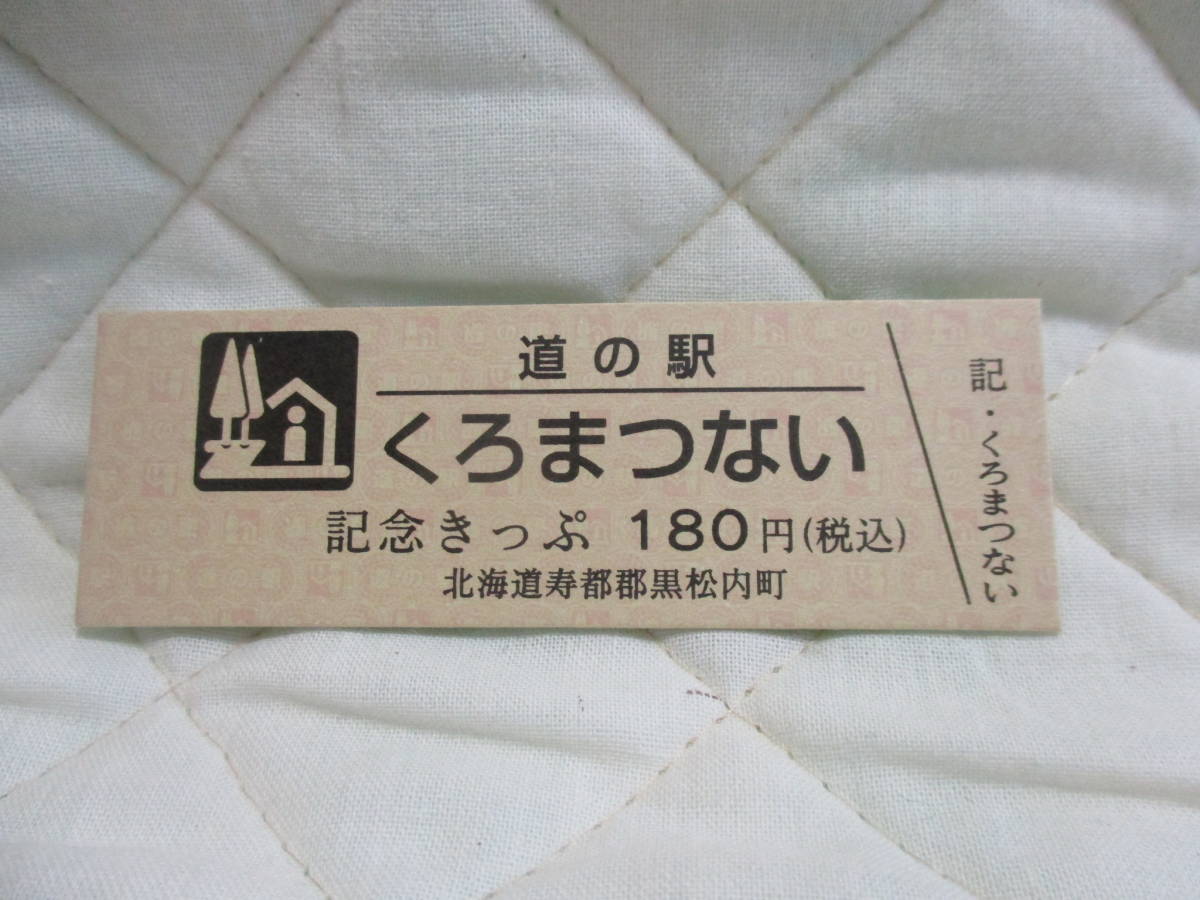 道の駅
くろまつない
記念きっぷ 180円(税込)
北海道寿都郡黒松内町
記・くろまつない